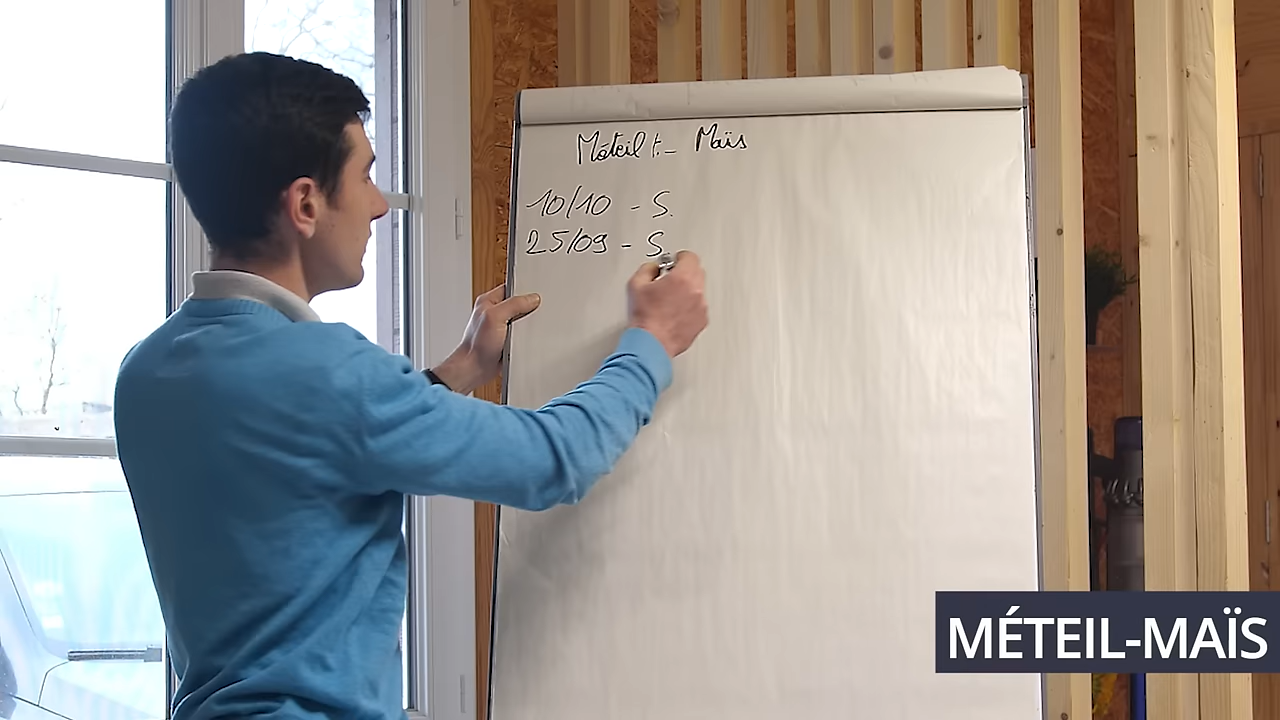 Méteil t. - Maïs
10/10 - S.
25/09 - S.
MÉTEIL-MAÏS